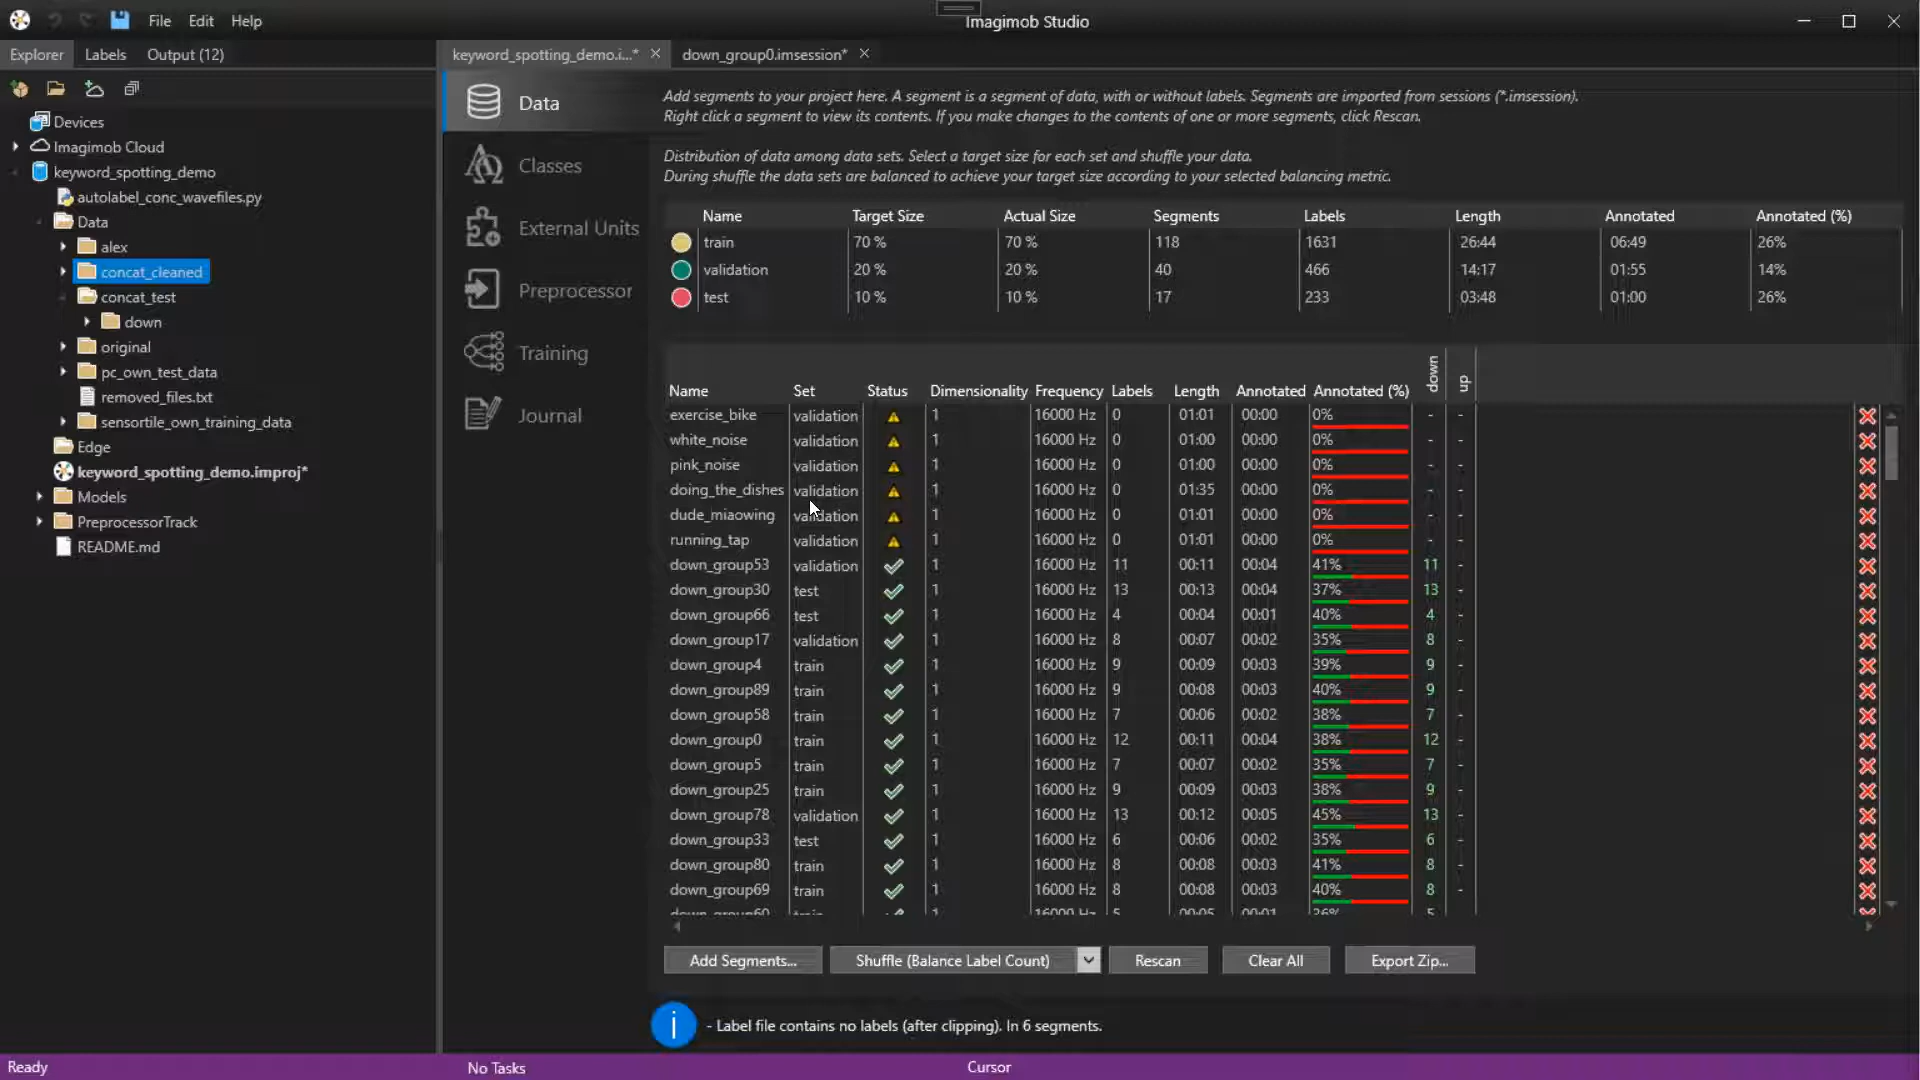 File Edit Help
Imagimob Studio
Explorer Labels Output (12)
keyword_spotting_demo.i...* down_group0.imsession*
Devices
Imagimob Cloud
keyword_spotting_demo
autolabel_conc_wavefiles.py
Data
alex
concat_cleaned
concat_test
down
original
pc_own_test_data
removed_files.txt
sensortile_own_training_data
Edge
keyword_spotting_demo.improj*
Models
PreprocessorTrack
README.md
Data
Classes
External Units
Preprocessor
Training
Journal
Add segments to your project here. A segment is a segment of data, with or without labels. Segments are imported from sessions (*.imsession).
Right click a segment to view its contents. If you make changes to the contents of one or more segments, click Rescan.
Distribution of data among data sets. Select a target size for each set and shuffle your data.
During shuffle the data sets are balanced to achieve your target size according to your selected balancing metric.
Name Target Size Actual Size Segments Labels Length Annotated Annotated (%)
train 70 % 70 % 118 1631 26:44 06:49 26%
validation 20 % 20 % 40 466 14:17 01:55 14%
test 10 % 10 % 17 233 03:48 01:00 26%
Name Set Status Dimensionality Frequency Labels Length Annotated Annotated (%) down up
exercise_bike validation 1 16000 Hz 0 01:01 00:00 0% - -
white_noise validation 1 16000 Hz 0 01:00 00:00 0% - -
pink_noise validation 1 16000 Hz 0 01:00 00:00 0% - -
doing_the_dishes validation 1 16000 Hz 0 01:35 00:00 0% - -
dude_miaowing validation 1 16000 Hz 0 01:01 00:00 0% - -
running_tap validation 1 16000 Hz 0 01:01 00:00 0% - -
down_group53 validation 1 16000 Hz 11 00:11 00:04 41% 11 -
down_group30 test 1 16000 Hz 13 00:13 00:04 37% 13 -
down_group66 test 1 16000 Hz 4 00:04 00:01 40% 4 -
down_group17 validation 1 16000 Hz 8 00:07 00:02 35% 8 -
down_group4 train 1 16000 Hz 9 00:09 00:03 39% 9 -
down_group89 train 1 16000 Hz 9 00:08 00:03 40% 9 -
down_group58 train 1 16000 Hz 7 00:06 00:02 38% 7 -
down_group0 train 1 16000 Hz 12 00:11 00:04 38% 12 -
down_group5 train 1 16000 Hz 7 00:07 00:02 35% 7 -
down_group25 train 1 16000 Hz 9 00:09 00:03 38% 9 -
down_group78 validation 1 16000 Hz 13 00:12 00:05 45% 13 -
down_group33 test 1 16000 Hz 6 00:06 00:02 35% 6 -
down_group80 train 1 16000 Hz 8 00:08 00:03 41% 8 -
down_group69 train 1 16000 Hz 8 00:08 00:03 40% 8 -
Add Segments... Shuffle (Balance Label Count) Rescan Clear All Export Zip...
- Label file contains no labels (after clipping). In 6 segments.
Ready No Tasks Cursor